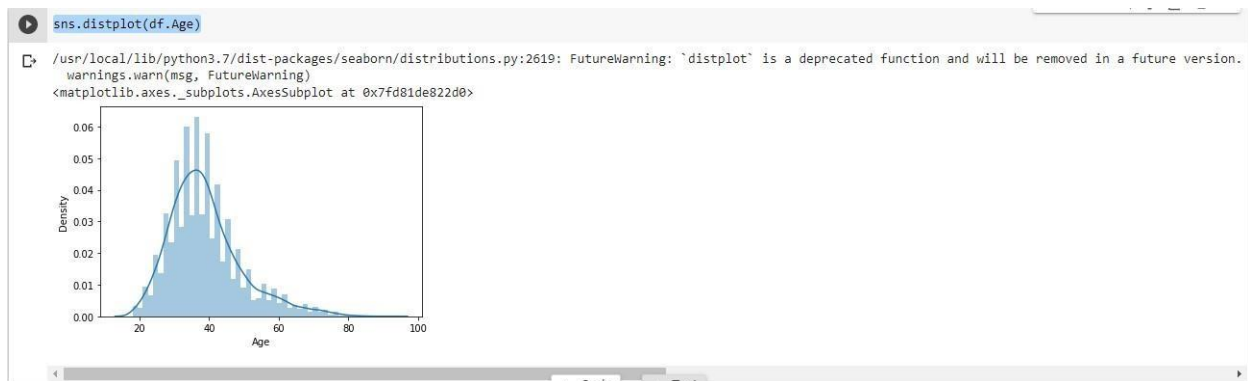 sns.distplot(df.Age)
/usr/local/lib/python3.7/dist-packages/seaborn/distributions.py:2619: FutureWarning: `distplot` is a deprecated function and will be removed in a future version.
warnings.warn(msg, FutureWarning)
<matplotlib.axes._subplots.AxesSubplot at 0x7fd81de822d0>
0.06
0.05
0.04
0.03
0.02
0.01
0.00
Density
20 40 60 80 100
Age